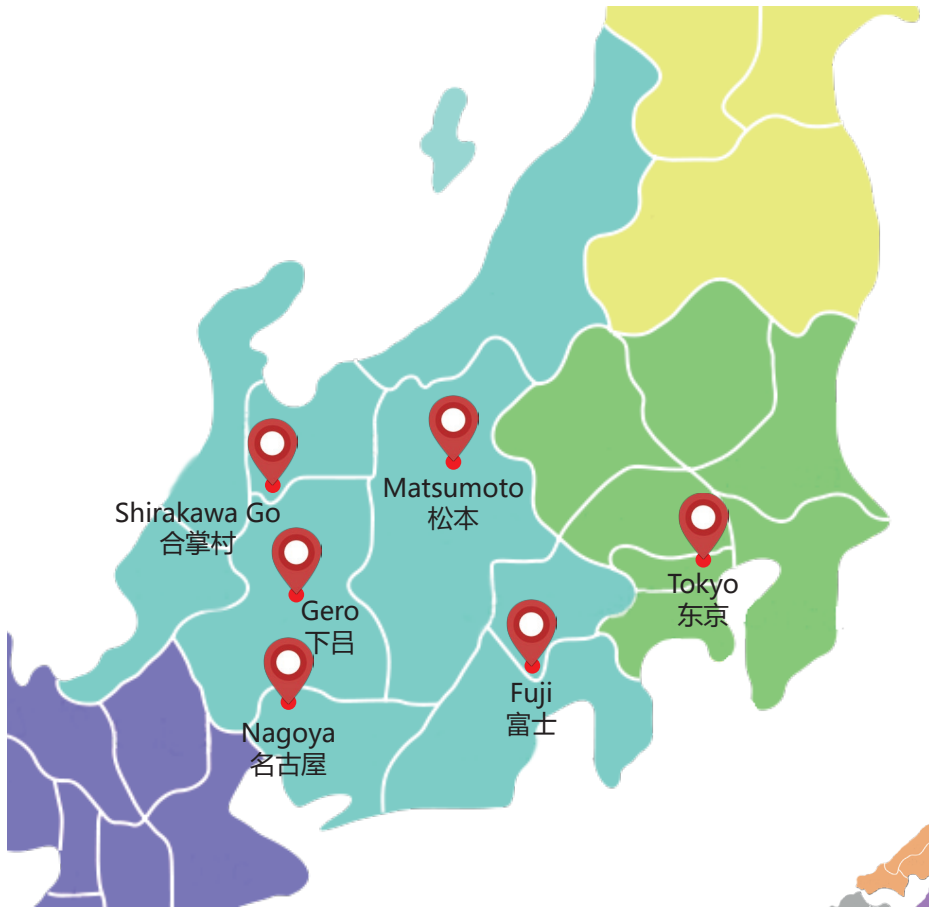 Matsumoto
松本
Shirakawa Go
合掌村
Tokyo
东京
Gero
下吕
Fuji
富士
Nagoya
名古屋